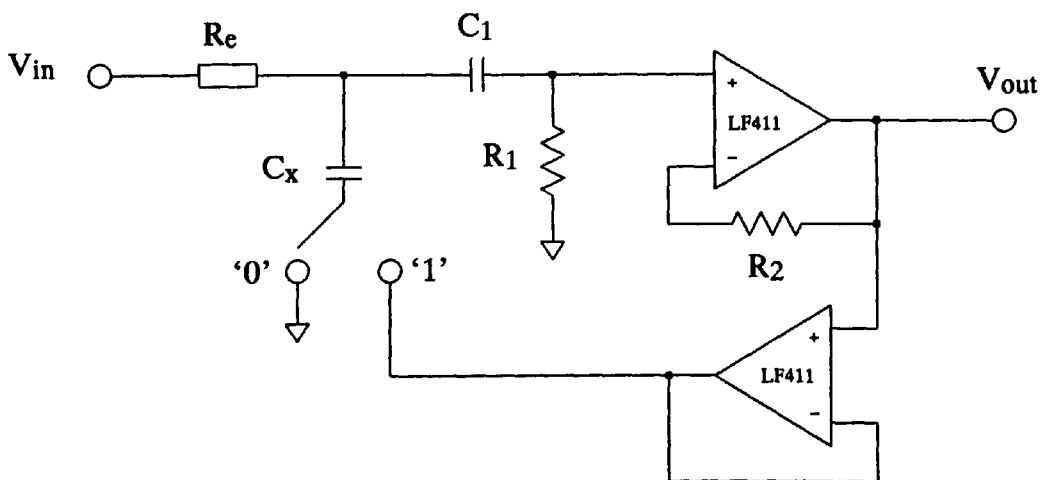 C1
Re
Vin
Vout
+
LF411
−
R1
Cx
R2
‘0’
‘1’
+
LF411
−